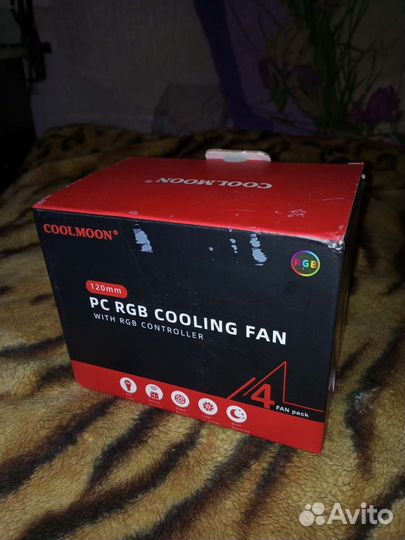 COOLMOON®
COOLMOON®
RGB
120mm
PC RGB COOLING FAN
WITH RGB CONTROLLER
4
FAN pack
Avito